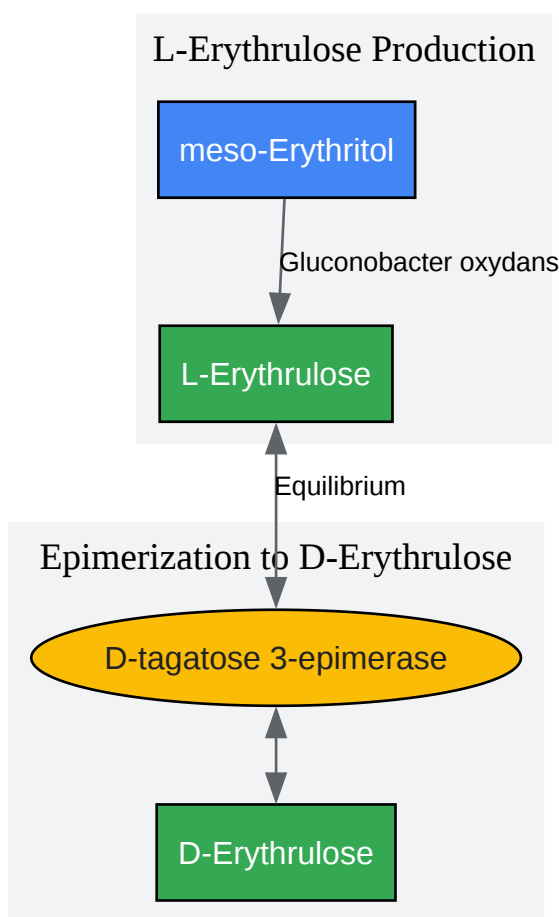 L-Erythrulose Production
meso-Erythritol
Gluconobacter oxydans
L-Erythrulose
Equilibrium
Epimerization to D-Erythrulose
D-tagatose 3-epimerase
D-Erythrulose